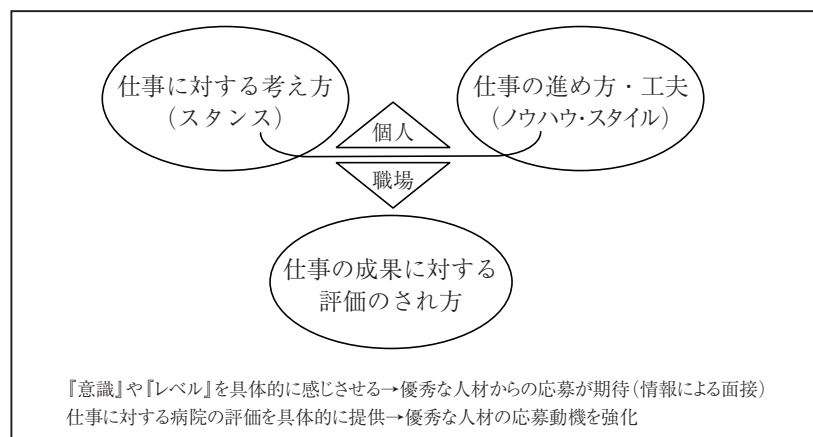 仕事に対する考え方
（スタンス）
仕事の進め方・工夫
（ノウハウ・スタイル）
個人
職場
仕事の成果に対する
評価のされ方
『意識』や『レベル』を具体的に感じさせる→優秀な人材からの応募が期待（情報による面接）
仕事に対する病院の評価を具体的に提供→優秀な人材の応募動機を強化